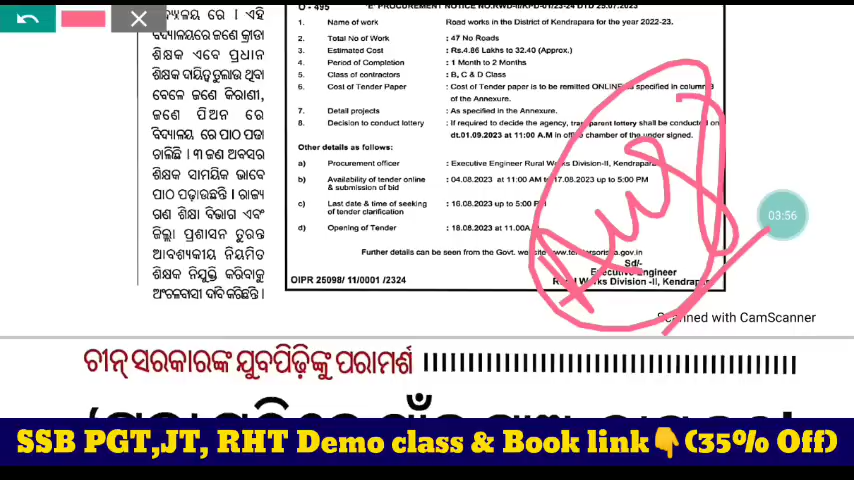 ବିଦ୍ୟାଳୟ ରେ । ଏହି
ବିଦ୍ୟାଳୟରେ ଜଣେ କ୍ରୀଡା
ଶିକ୍ଷକ ଏବେ ପ୍ରଧାନ
ଶିକ୍ଷକ ଦାୟିତ୍ୱ ତୁଲାଉ ଥିବା
ବେଳେ ଜଣେ କିରାଣୀ,
ଜଣେ ପିଅନ ରେ
ବିଦ୍ୟାଳୟ ରେ ପାଠ ପଢା
ଚାଲିଛି । ୩ ଜଣ ଅବସର
ଶିକ୍ଷକ ସାମୟିକ ଭାବେ
ପାଠ ପଢ଼ାଉଛନ୍ତି । ରାଜ୍ୟ
ଗଣ ଶିକ୍ଷା ବିଭାଗ ଏବଂ
ଜିଲ୍ଲା ପ୍ରଶାସନ ତୁରନ୍ତ
ଆବଶ୍ୟକୀୟ ନିୟମିତ
ଶିକ୍ଷକ ନିଯୁକ୍ତି କରିବାକୁ
ଅଂଚଳବାସୀ ଦାବି କରିଛନ୍ତି ।
O - 495 "E" PROCUREMENT NOTICE NO.RWD-II/KPD-01/23-24 DTD 25.07.2023
1. Name of work : Road works in the District of Kendrapara for the year 2022-23.
2. Total No of Work : 47 No Roads
3. Estimated Cost : Rs.4.86 Lakhs to 32.40 (Approx.)
4. Period of Completion : 1 Month to 2 Months
5. Class of contractors : B, C & D Class
6. Cost of Tender Paper : Cost of Tender paper is to be remitted ONLINE as specified in column 8
of the Annexure.
7. Detail projects : As specified in the Annexure.
8. Decision to conduct lottery : If required to decide the agency, transparent lottery shall be conducted on
dt.01.09.2023 at 11:00 A.M in office chamber of the under signed.
Other details as follows:
a) Procurement officer : Executive Engineer Rural Works Division-II, Kendrapara
b) Availability of tender online : 04.08.2023 at 11:00 AM to 17.08.2023 up to 5:00 PM
& submission of bid
c) Last date & time of seeking : 16.08.2023 up to 5:00 PM
of tender clarification
d) Opening of Tender : 18.08.2023 at 11.00A.M
Further details can be seen from the Govt. website www.tendersorissa.gov.in
Sd/-
Executive Engineer
OIPR 25098/ 11/0001 /2324 Rural Works Division -II, Kendrapara
03:56
Scanned with CamScanner
ଚୀନ୍ ସରକାରଙ୍କ ଯୁବପିଢ଼ିଙ୍କୁ ପରାମର୍ଶ
SSB PGT,JT, RHT Demo class & Book link👇(35% Off)